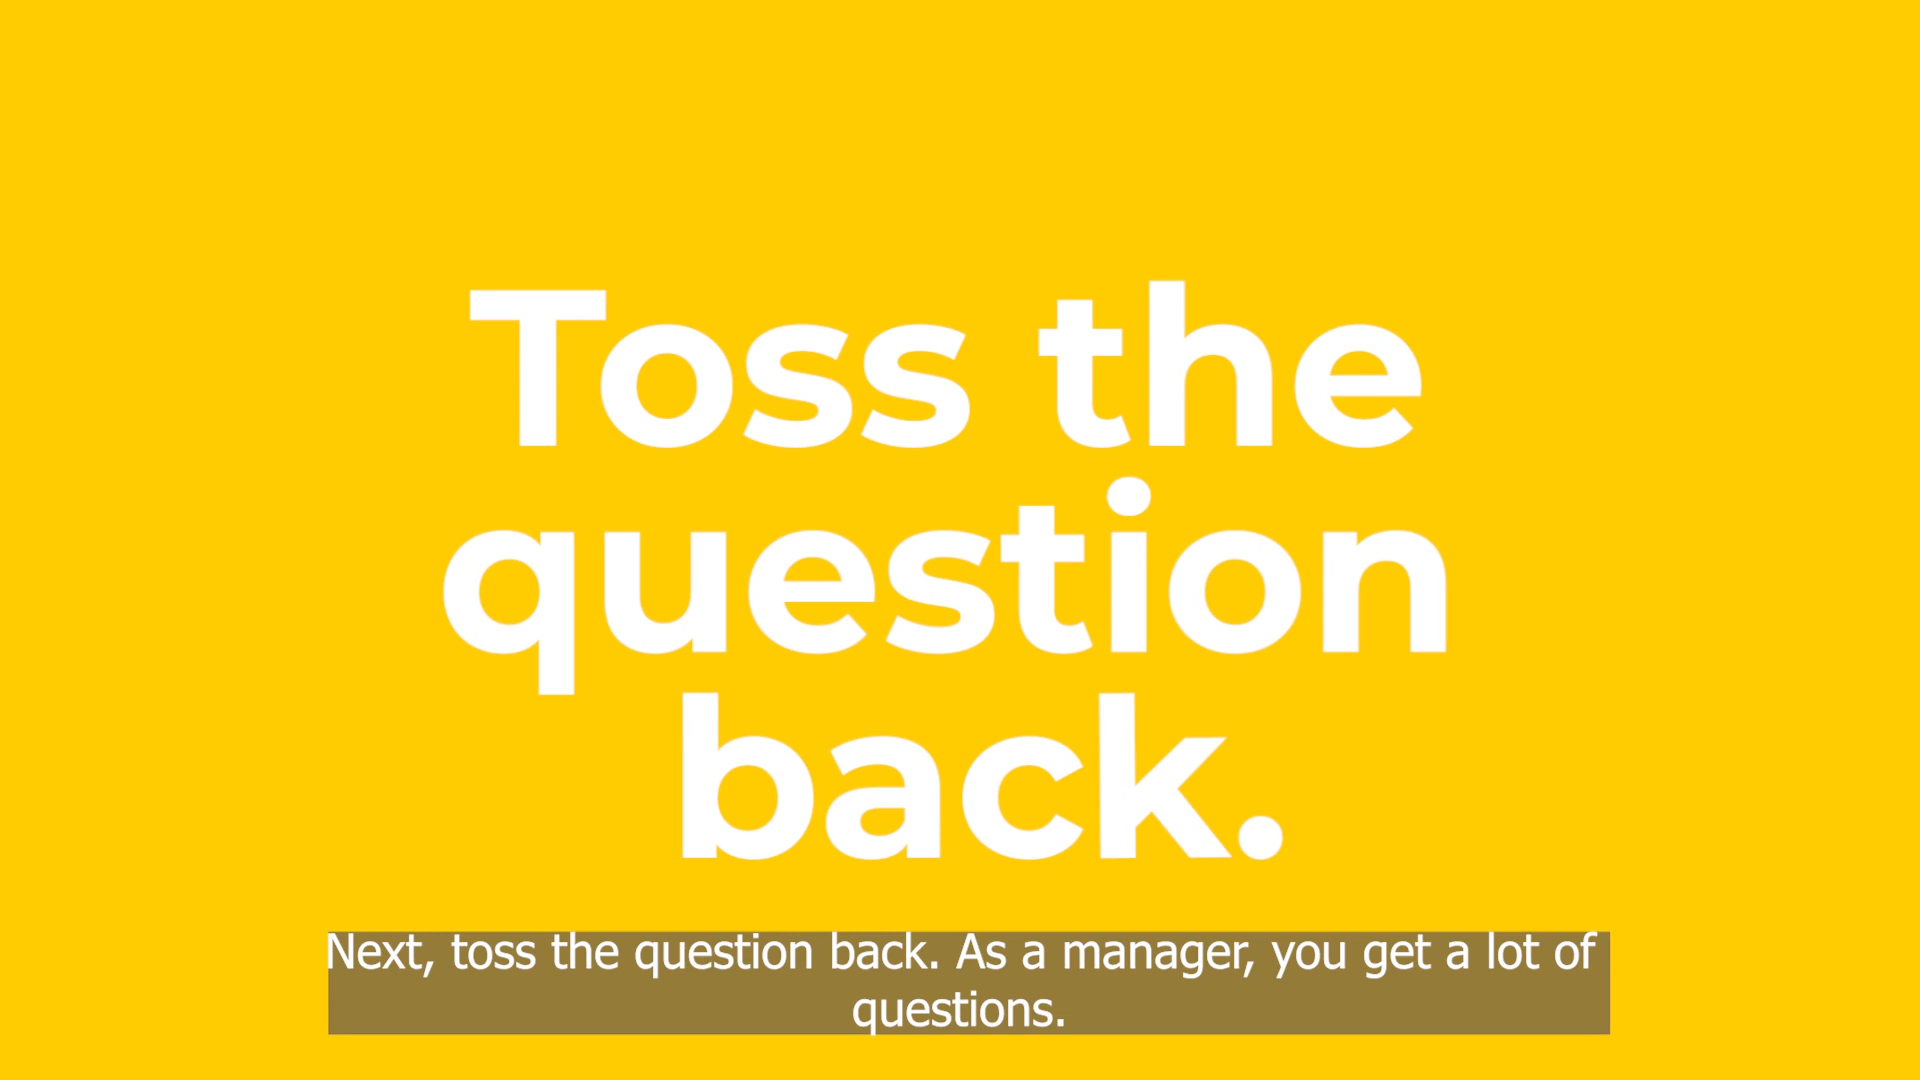 Toss the
question
back.
Next, toss the question back. As a manager, you get a lot of
questions.